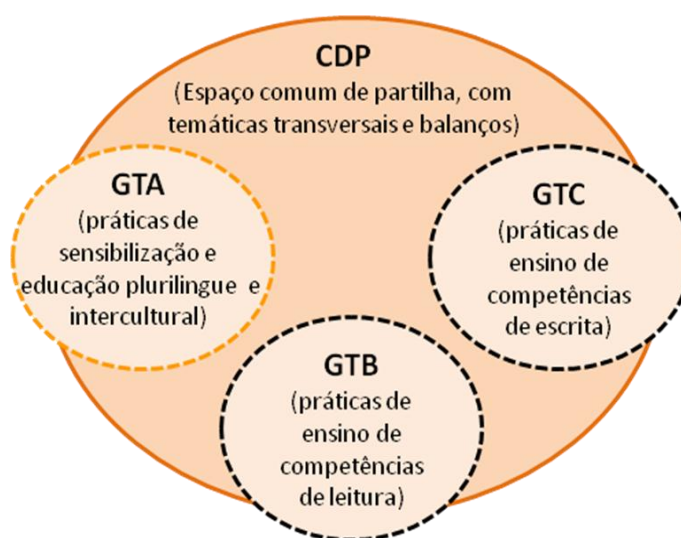 CDP
(Espaço comum de partilha, com
temáticas transversais e balanços)
GTA
(práticas de
sensibilização e
educação plurilingue e
intercultural)
GTC
(práticas de
ensino de
competências
de escrita)
GTB
(práticas de
ensino de
competências
de leitura)